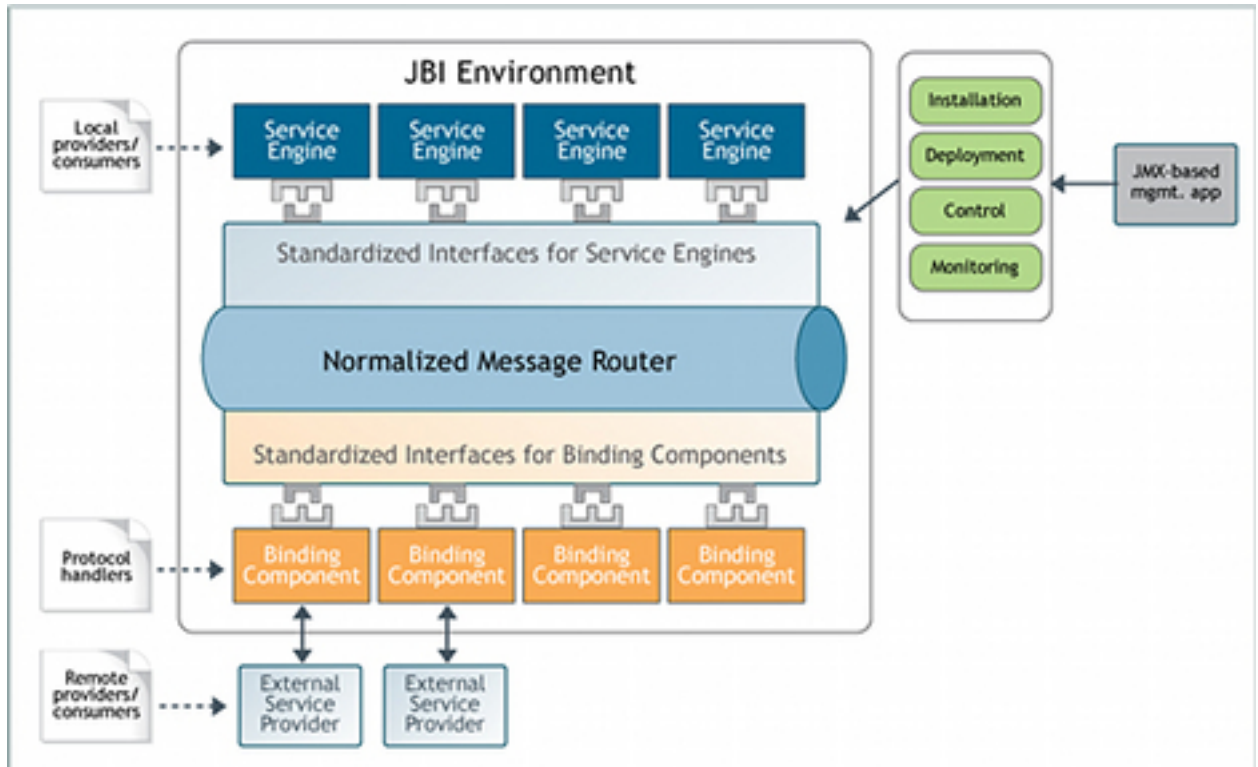 JBI Environment
Local
providers/
consumers
Service
Engine
Service
Engine
Service
Engine
Service
Engine
Installation
Deployment
Control
Monitoring
JMX-based
mgmt. app
Standardized Interfaces for Service Engines
Normalized Message Router
Standardized Interfaces for Binding Components
Protocol
handlers
Binding
Component
Binding
Component
Binding
Component
Binding
Component
Remote
providers/
consumers
External
Service
Provider
External
Service
Provider